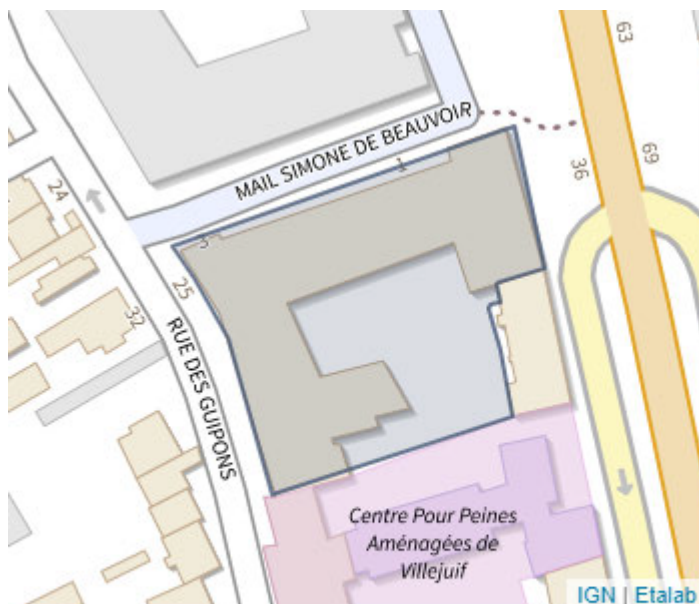 63
MAIL SIMONE DE BEAUVOIR
69
36
1
24
3
25
32
RUE DES GUIPONS
Centre Pour Peines
Aménagées de
Villejuif
IGN | Etalab